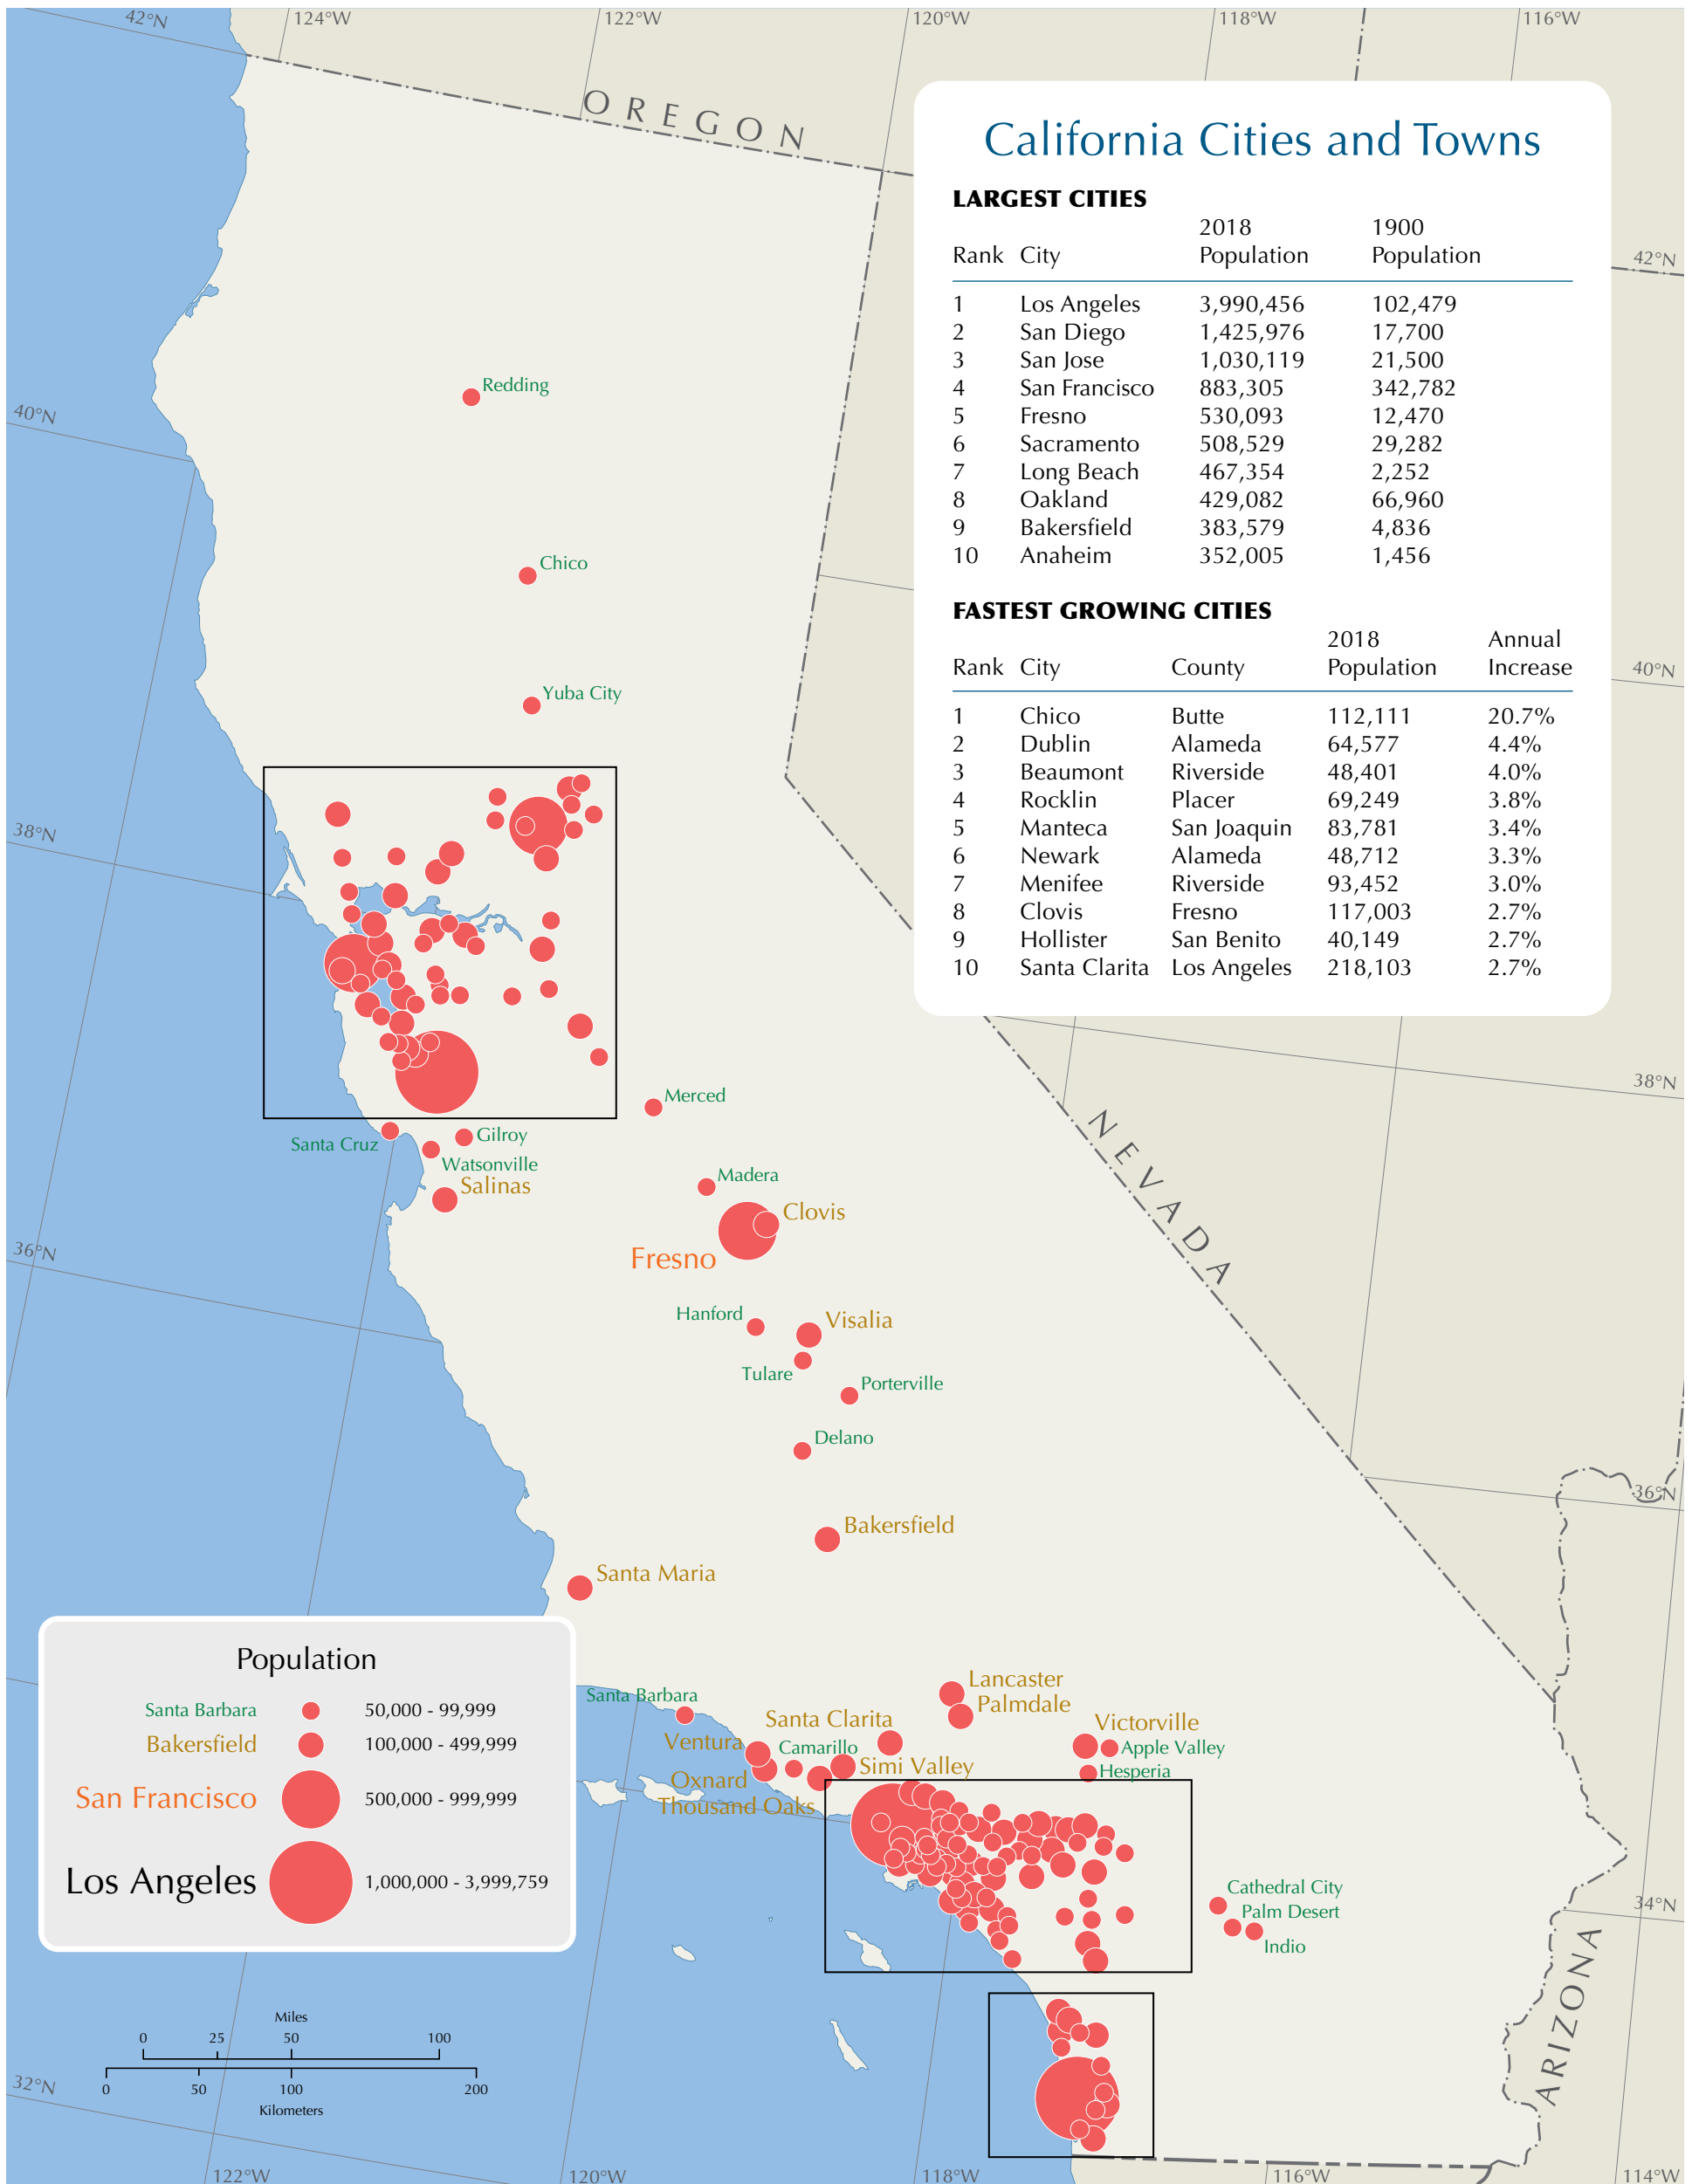 42°N
124°W
122°W
120°W
118°W
116°W
OREGON
California Cities and Towns
LARGEST CITIES
Rank City 2018 Population 1900 Population
1 Los Angeles 3,990,456 102,479
2 San Diego 1,425,976 17,700
3 San Jose 1,030,119 21,500
4 San Francisco 883,305 342,782
5 Fresno 530,093 12,470
6 Sacramento 508,529 29,282
7 Long Beach 467,354 2,252
8 Oakland 429,082 66,960
9 Bakersfield 383,579 4,836
10 Anaheim 352,005 1,456
FASTEST GROWING CITIES
Rank City County 2018 Population Annual Increase
1 Chico Butte 112,111 20.7%
2 Dublin Alameda 64,577 4.4%
3 Beaumont Riverside 48,401 4.0%
4 Rocklin Placer 69,249 3.8%
5 Manteca San Joaquin 83,781 3.4%
6 Newark Alameda 48,712 3.3%
7 Menifee Riverside 93,452 3.0%
8 Clovis Fresno 117,003 2.7%
9 Hollister San Benito 40,149 2.7%
10 Santa Clarita Los Angeles 218,103 2.7%
42°N
Redding
40°N
Chico
40°N
Yuba City
38°N
38°N
Merced
NEVADA
Santa Cruz
Gilroy
Watsonville
Salinas
Madera
Clovis
Fresno
36°N
Hanford
Visalia
Tulare
Porterville
Delano
36°N
Bakersfield
Santa Maria
Population
Santa Barbara 50,000 - 99,999
Bakersfield 100,000 - 499,999
San Francisco 500,000 - 999,999
Los Angeles 1,000,000 - 3,999,759
Lancaster
Palmdale
Santa Barbara
Santa Clarita
Victorville
Ventura
Camarillo
Apple Valley
Simi Valley
Hesperia
Oxnard
Thousand Oaks
Cathedral City
Palm Desert
Indio
34°N
ARIZONA
Miles
0 25 50 100
0 50 100 200
Kilometers
32°N
122°W
120°W
118°W
116°W
114°W